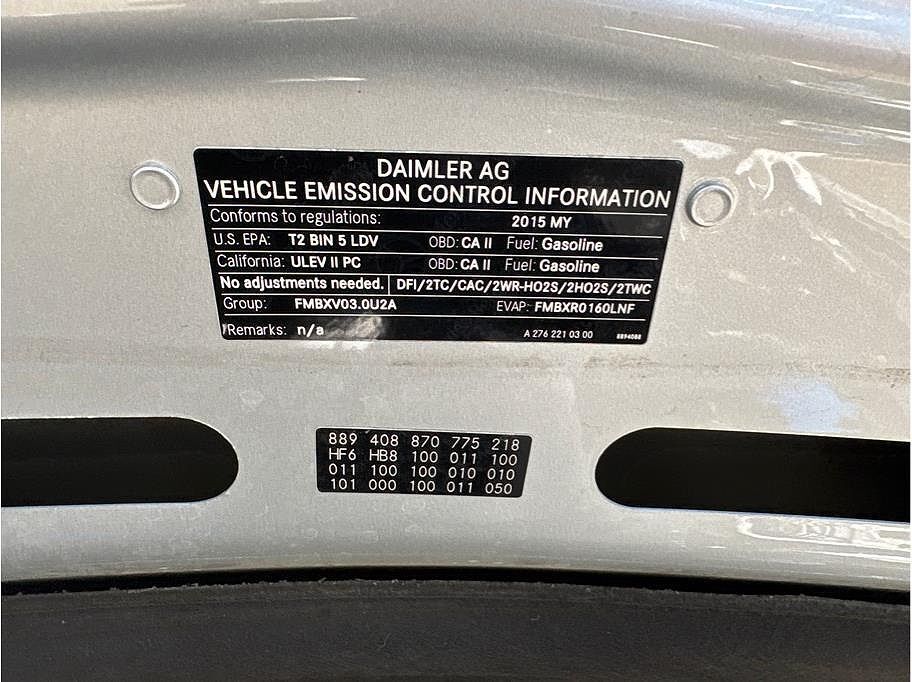 DAIMLER AG
VEHICLE EMISSION CONTROL INFORMATION
Conforms to regulations: 2015 MY
U.S. EPA: T2 BIN 5 LDV OBD: CA II Fuel: Gasoline
California: ULEV II PC OBD: CA II Fuel: Gasoline
No adjustments needed. DFI/2TC/CAC/2WR-HO2S/2HO2S/2TWC
Group: FMBXV03.0U2A EVAP: FMBXR0160LNF
Remarks: n/a A 276 221 03 00 8894088
889 408 870 775 218
HF6 HB8 100 011 100
011 100 100 010 010
101 000 100 011 050